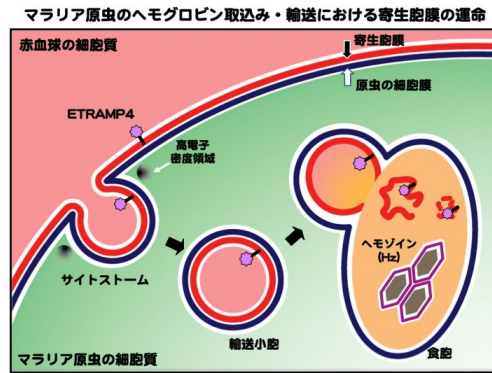 マラリア原虫のヘモグロビン取込み・輸送における寄生胞膜の運命
赤血球の細胞質
寄生胞膜
原虫の細胞膜
ETRAMP4
高電子
密度領域
サイトストーム
輸送小胞
ヘモゾイン
(Hz)
食胞
マラリア原虫の細胞質